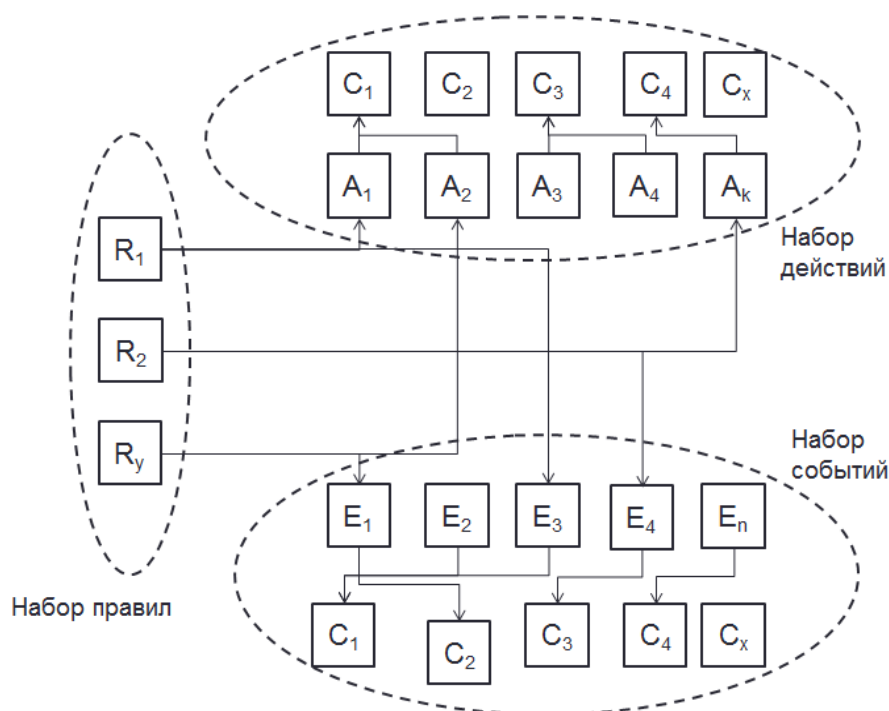 C₁ C₂ C₃ C₄ Cₓ
A₁ A₂ A₃ A₄ Aₖ
Набор
действий
R₁
R₂
Rᵧ
Набор
событий
E₁ E₂ E₃ E₄ Eₙ
Набор правил
C₁ C₂ C₃ C₄ Cₓ